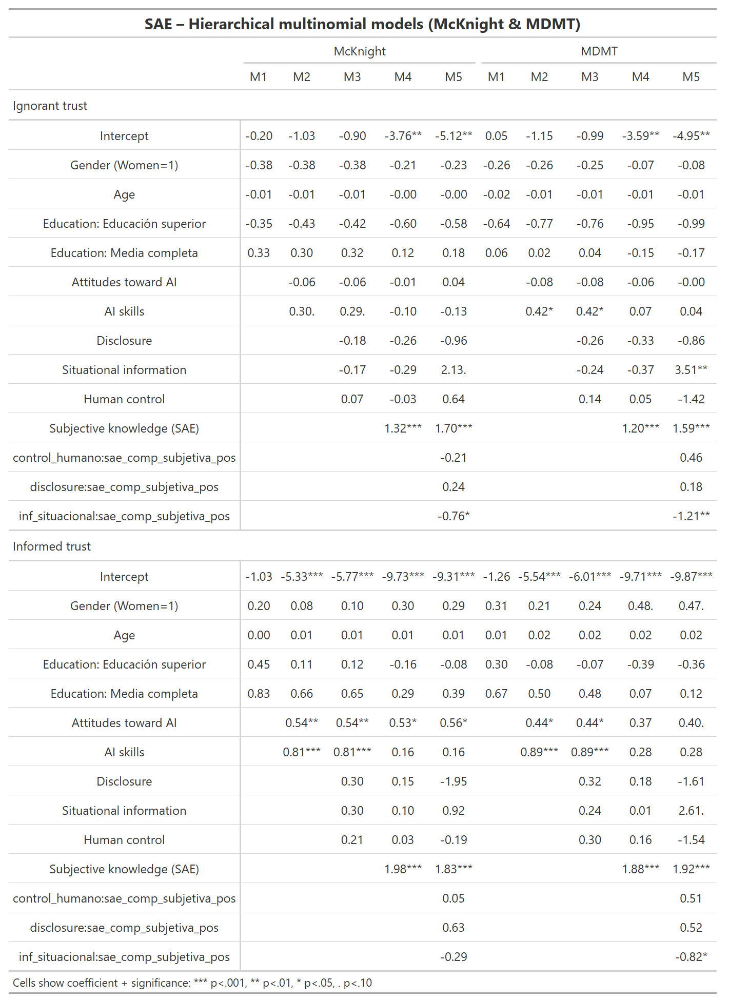 SAE – Hierarchical multinomial models (McKnight & MDMT)
McKnight MDMT
M1 M2 M3 M4 M5 M1 M2 M3 M4 M5
Ignorant trust
Intercept -0.20 -1.03 -0.90 -3.76** -5.12** 0.05 -1.15 -0.99 -3.59** -4.95**
Gender (Women=1) -0.38 -0.38 -0.38 -0.21 -0.23 -0.26 -0.26 -0.25 -0.07 -0.08
Age -0.01 -0.01 -0.01 -0.00 -0.00 -0.02 -0.01 -0.01 -0.01 -0.01
Education: Educación superior -0.35 -0.43 -0.42 -0.60 -0.58 -0.64 -0.77 -0.76 -0.95 -0.99
Education: Media completa 0.33 0.30 0.32 0.12 0.18 0.06 0.02 0.04 -0.15 -0.17
Attitudes toward AI -0.06 -0.06 -0.01 0.04 -0.08 -0.08 -0.06 -0.00
AI skills 0.30. 0.29. -0.10 -0.13 0.42* 0.42* 0.07 0.04
Disclosure -0.18 -0.26 -0.96 -0.26 -0.33 -0.86
Situational information -0.17 -0.29 2.13. -0.24 -0.37 3.51**
Human control 0.07 -0.03 0.64 0.14 0.05 -1.42
Subjective knowledge (SAE) 1.32*** 1.70*** 1.20*** 1.59***
control_humano:sae_comp_subjetiva_pos -0.21 0.46
disclosure:sae_comp_subjetiva_pos 0.24 0.18
inf_situacional:sae_comp_subjetiva_pos -0.76* -1.21**
Informed trust
Intercept -1.03 -5.33*** -5.77*** -9.73*** -9.31*** -1.26 -5.54*** -6.01*** -9.71*** -9.87***
Gender (Women=1) 0.20 0.08 0.10 0.30 0.29 0.31 0.21 0.24 0.48. 0.47.
Age 0.00 0.01 0.01 0.01 0.01 0.01 0.02 0.02 0.02 0.02
Education: Educación superior 0.45 0.11 0.12 -0.16 -0.08 0.30 -0.08 -0.07 -0.39 -0.36
Education: Media completa 0.83 0.66 0.65 0.29 0.39 0.67 0.50 0.48 0.07 0.12
Attitudes toward AI 0.54** 0.54** 0.53* 0.56* 0.44* 0.44* 0.37 0.40.
AI skills 0.81*** 0.81*** 0.16 0.16 0.89*** 0.89*** 0.28 0.28
Disclosure 0.30 0.15 -1.95 0.32 0.18 -1.61
Situational information 0.30 0.10 0.92 0.24 0.01 2.61.
Human control 0.21 0.03 -0.19 0.30 0.16 -1.54
Subjective knowledge (SAE) 1.98*** 1.83*** 1.88*** 1.92***
control_humano:sae_comp_subjetiva_pos 0.05 0.51
disclosure:sae_comp_subjetiva_pos 0.63 0.52
inf_situacional:sae_comp_subjetiva_pos -0.29 -0.82*
Cells show coefficient + significance: *** p<.001, ** p<.01, * p<.05, . p<.10